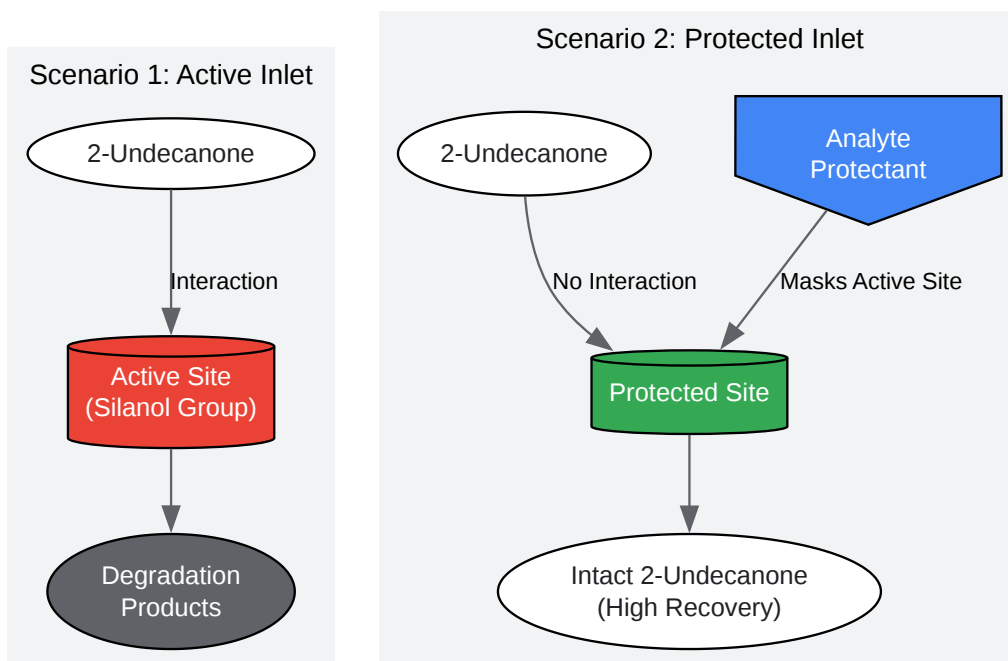 Scenario 1: Active Inlet
2-Undecanone
Interaction
Active Site
(Silanol Group)
Degradation
Products
Scenario 2: Protected Inlet
2-Undecanone
Analyte
Protectant
No Interaction
Masks Active Site
Protected Site
Intact 2-Undecanone
(High Recovery)